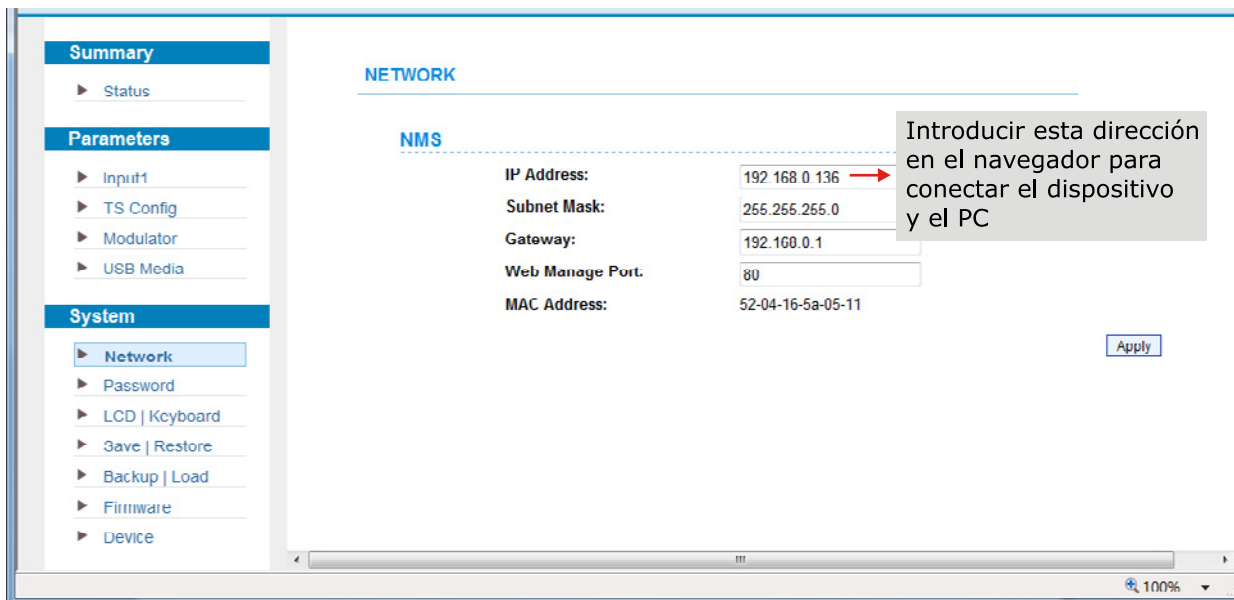 Summary
Status
Parameters
Input1
TS Config
Modulator
USB Media
System
Network
Password
LCD | Keyboard
Save | Restore
Backup | Load
Firmware
Device
NETWORK
NMS
IP Address: 192.168.0.136
Subnet Mask: 255.255.255.0
Gateway: 192.168.0.1
Web Manage Port: 80
MAC Address: 52-04-16-5a-05-11
Introducir esta dirección
en el navegador para
conectar el dispositivo
y el PC
Apply
100%